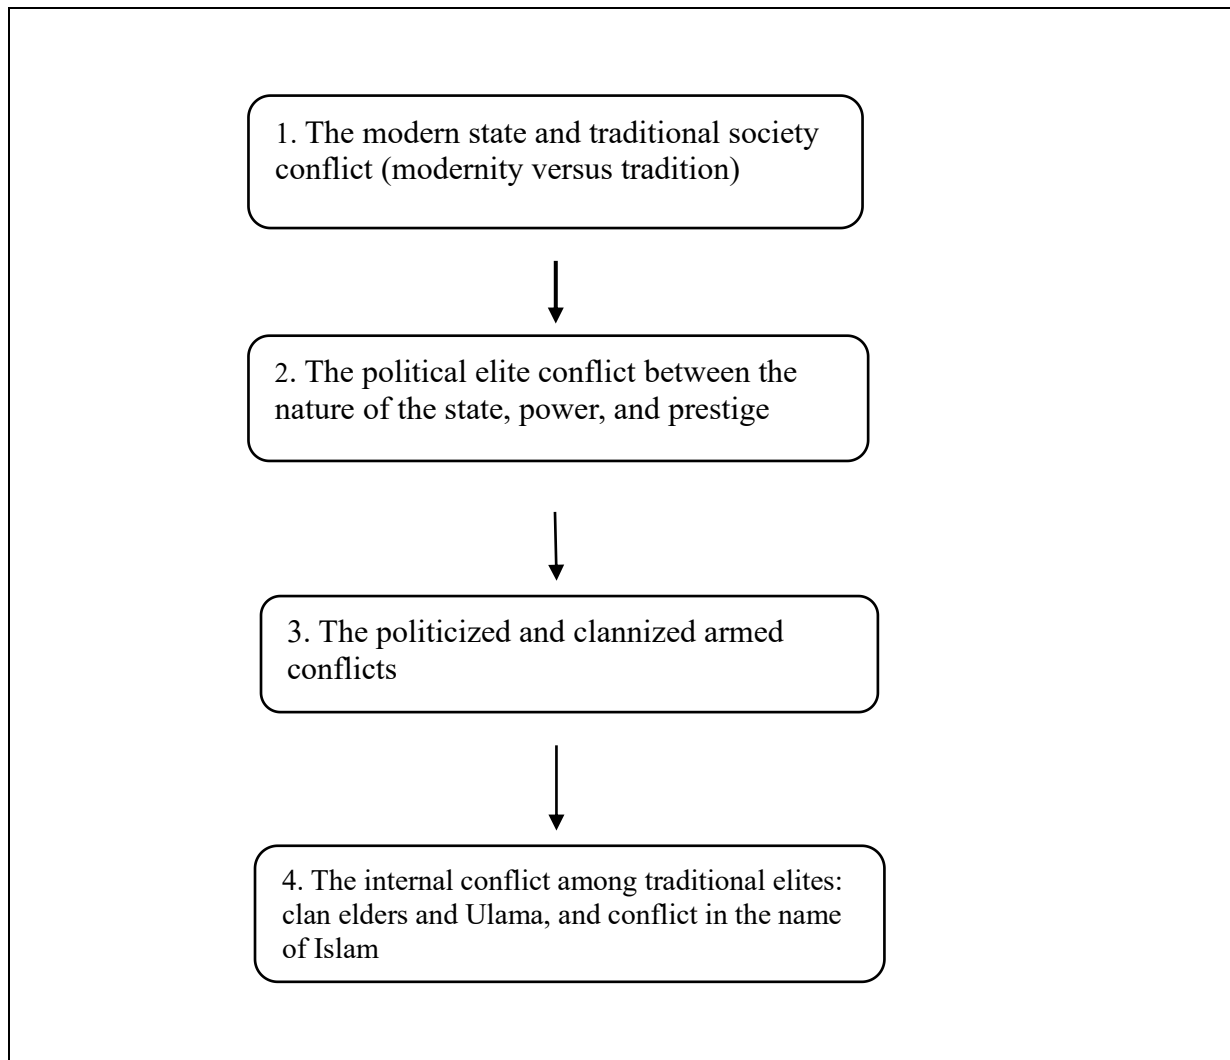 1. The modern state and traditional society
conflict (modernity versus tradition)
2. The political elite conflict between the
nature of the state, power, and prestige
3. The politicized and clannized armed
conflicts
4. The internal conflict among traditional elites:
clan elders and Ulama, and conflict in the name
of Islam